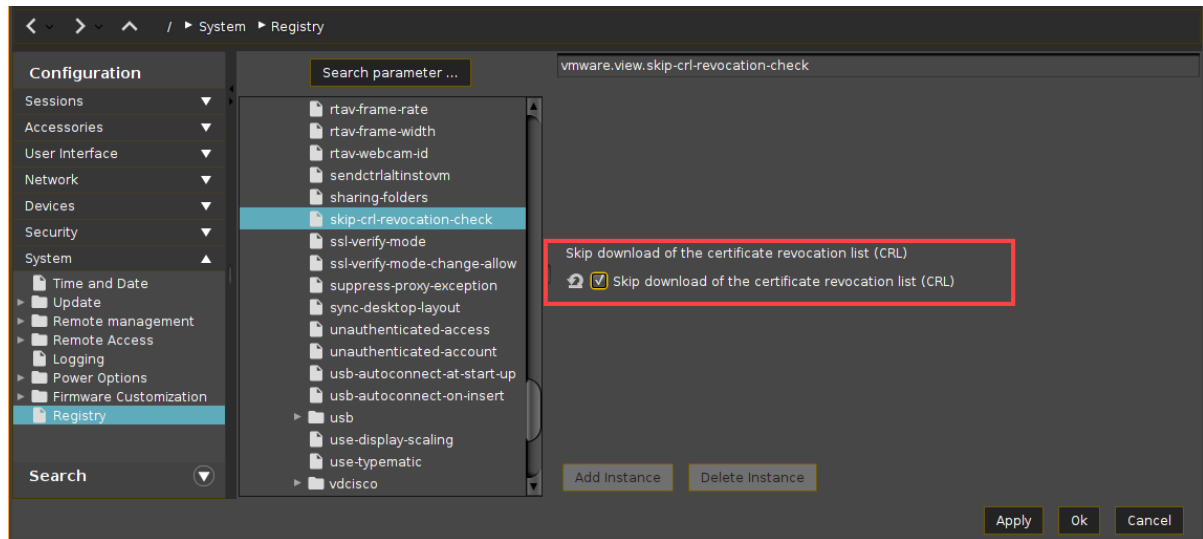 / System Registry
Configuration
Sessions
Accessories
User Interface
Network
Devices
Security
System
Time and Date
Update
Remote management
Remote Access
Logging
Power Options
Firmware Customization
Registry
Search
Search parameter ...
rtav-frame-rate
rtav-frame-width
rtav-webcam-id
sendctrlaltinstovm
sharing-folders
skip-crl-revocation-check
ssl-verify-mode
ssl-verify-mode-change-allow
suppress-proxy-exception
sync-desktop-layout
unauthenticated-access
unauthenticated-account
usb-autoconnect-at-start-up
usb-autoconnect-on-insert
usb
use-display-scaling
use-typematic
vdcisco
vmware.view.skip-crl-revocation-check
Skip download of the certificate revocation list (CRL)
Skip download of the certificate revocation list (CRL)
Add Instance Delete Instance
Apply Ok Cancel